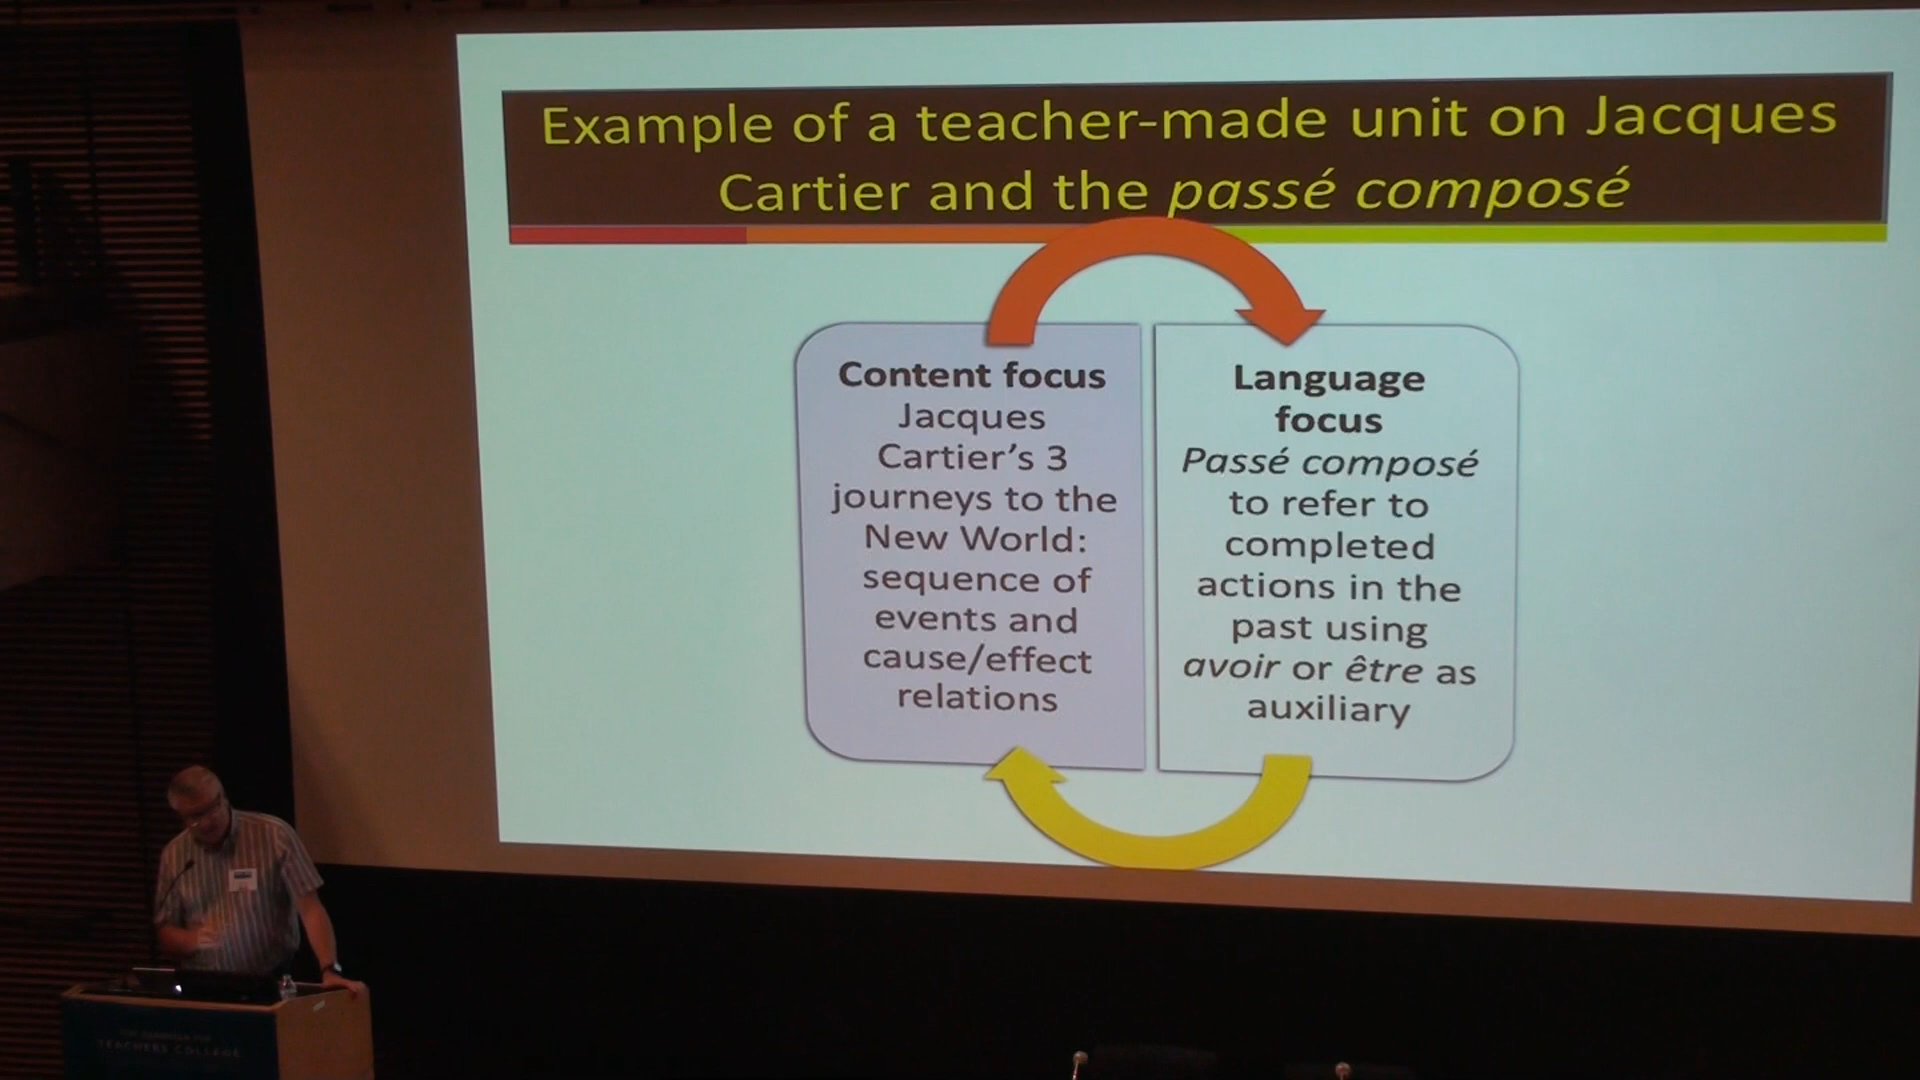 Example of a teacher-made unit on Jacques
Cartier and the passé composé
Content focus
Jacques
Cartier’s 3
journeys to the
New World:
sequence of
events and
cause/effect
relations
Language
focus
Passé composé
to refer to
completed
actions in the
past using
avoir or être as
auxiliary
TEACHERS COLLEGE